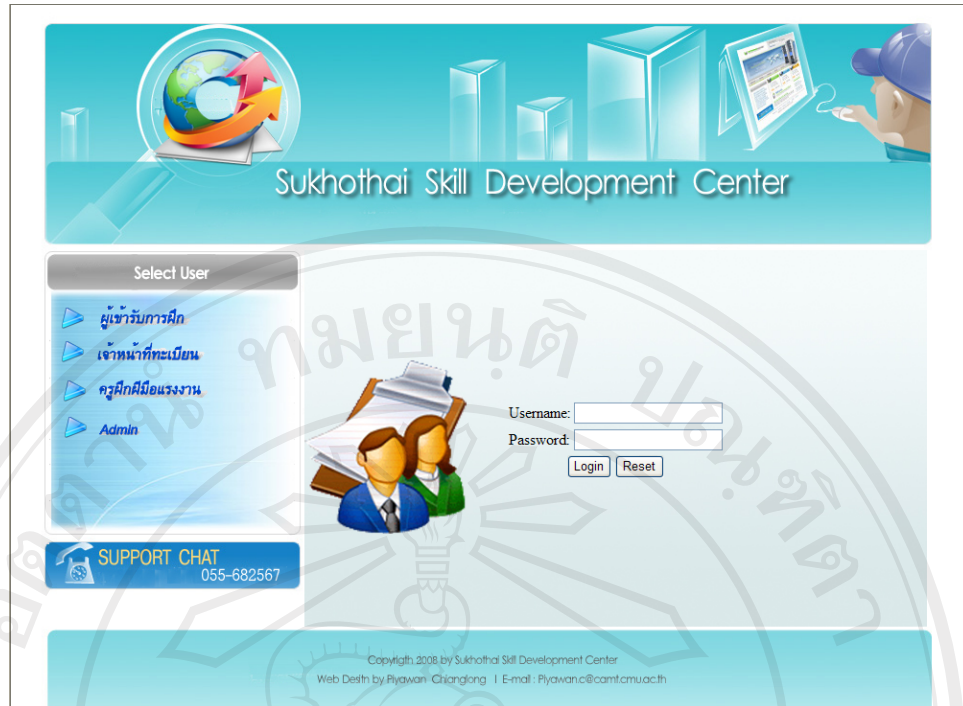 Sukhothai Skill Development Center
Select User
ผู้เข้ารับการฝึก
เจ้าหน้าที่ทะเบียน
ครูฝึกฝีมือแรงงาน
Admin
Username:
Password:
Login Reset
SUPPORT CHAT
055-682567
Copyrigth 2008 by Sukhothai Skill Development Center
Web Desitn by Piyawan Chianglong | E-mail : Piyawan.c@camt.cmu.ac.th